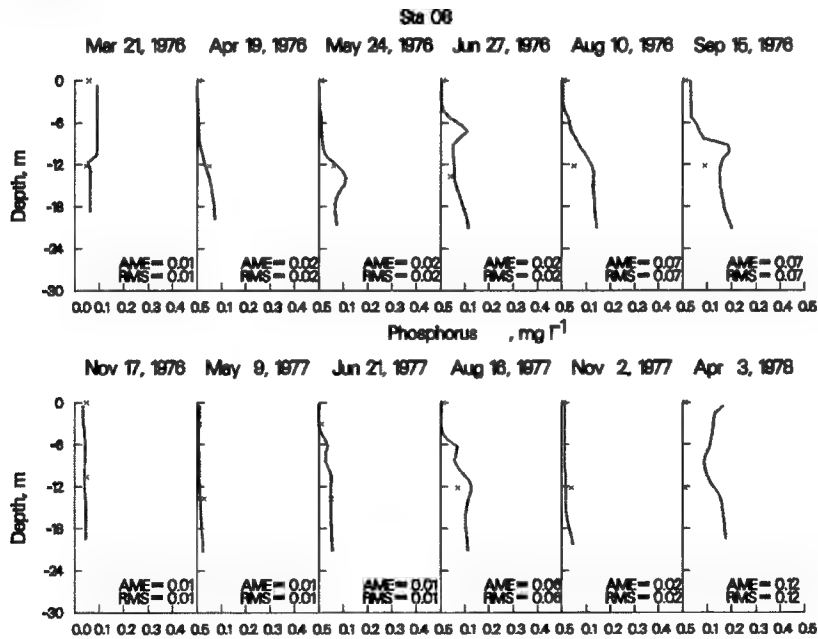 Sta 08
Mar 21, 1976 Apr 19, 1976 May 24, 1976 Jun 27, 1976 Aug 10, 1976 Sep 15, 1976
0
-6
-12
-18
-24
-30
Depth, m
AME = 0.01 AME = 0.02 AME = 0.02 AME = 0.02 AME = 0.07 AME = 0.07
RMS = 0.01 RMS = 0.02 RMS = 0.02 RMS = 0.02 RMS = 0.07 RMS = 0.07
0.0 0.1 0.2 0.3 0.4 0.5 0.1 0.2 0.3 0.4 0.5 0.1 0.2 0.3 0.4 0.5 0.1 0.2 0.3 0.4 0.5 0.1 0.2 0.3 0.4 0.5 0.1 0.2 0.3 0.4 0.5
Phosphorus , mg l-1
Nov 17, 1976 May 9, 1977 Jun 21, 1977 Aug 16, 1977 Nov 2, 1977 Apr 3, 1978
0
-6
-12
-18
-24
-30
Depth, m
AME = 0.01 AME = 0.01 AME = 0.01 AME = 0.06 AME = 0.02 AME = 0.12
RMS = 0.01 RMS = 0.01 RMS = 0.01 RMS = 0.06 RMS = 0.02 RMS = 0.12
0.0 0.1 0.2 0.3 0.4 0.5 0.1 0.2 0.3 0.4 0.5 0.1 0.2 0.3 0.4 0.5 0.1 0.2 0.3 0.4 0.5 0.1 0.2 0.3 0.4 0.5 0.1 0.2 0.3 0.4 0.5